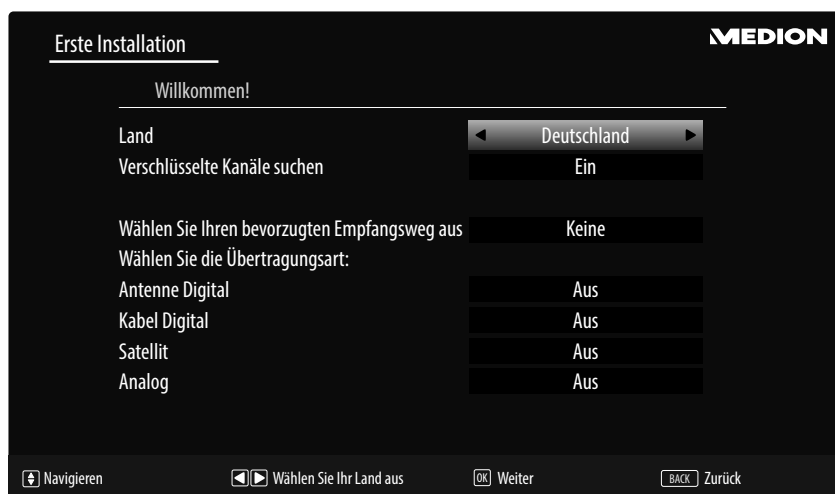 Erste Installation
MEDION
Willkommen!
Land Deutschland
Verschlüsselte Kanäle suchen Ein
Wählen Sie Ihren bevorzugten Empfangsweg aus Keine
Wählen Sie die Übertragungsart:
Antenne Digital Aus
Kabel Digital Aus
Satellit Aus
Analog Aus
Navigieren Wählen Sie Ihr Land aus OK Weiter BACK Zurück